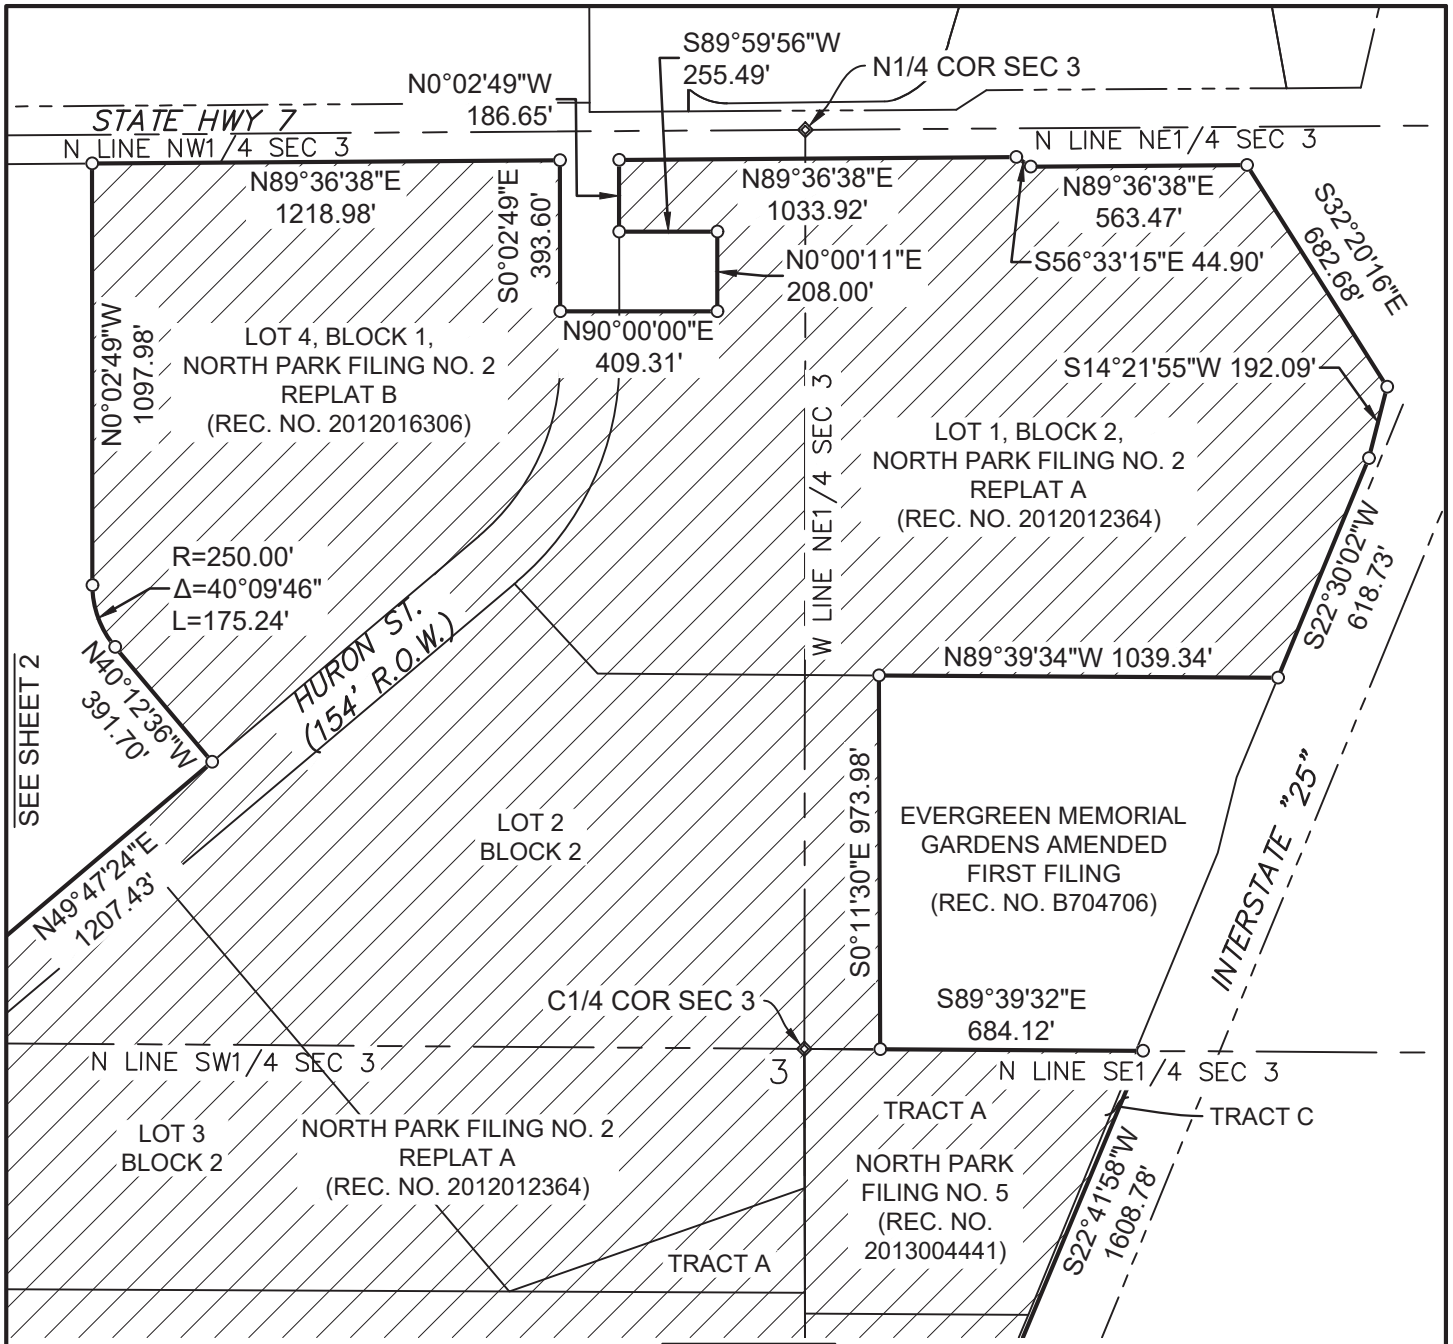 S89°59'56"W
255.49'
N1/4 COR SEC 3
N0°02'49"W
186.65'
STATE HWY 7
N LINE NW1/4 SEC 3
N LINE NE1/4 SEC 3
N89°36'38"E
1218.98'
S0°02'49"E
393.60'
N89°36'38"E
1033.92'
N89°36'38"E
563.47'
S32°20'16"E
682.68'
S56°33'15"E 44.90'
N0°00'11"E
208.00'
N90°00'00"E
409.31'
N0°02'49"W
1097.98'
LOT 4, BLOCK 1,
NORTH PARK FILING NO. 2
REPLAT B
(REC. NO. 2012016306)
S14°21'55"W 192.09'
W LINE NE1/4 SEC 3
LOT 1, BLOCK 2,
NORTH PARK FILING NO. 2
REPLAT A
(REC. NO. 2012012364)
S22°30'02"W
618.73'
R=250.00'
Δ=40°09'46"
L=175.24'
HURON ST.
(154' R.O.W.)
N40°12'36"W
391.70'
SEE SHEET 2
N89°39'34"W 1039.34'
N49°47'24"E
1207.43'
LOT 2
BLOCK 2
S0°11'30"E 973.98'
EVERGREEN MEMORIAL
GARDENS AMENDED
FIRST FILING
(REC. NO. B704706)
INTERSTATE "25"
C1/4 COR SEC 3
S89°39'32"E
684.12'
N LINE SW1/4 SEC 3
3
N LINE SE1/4 SEC 3
TRACT C
LOT 3
BLOCK 2
NORTH PARK FILING NO. 2
REPLAT A
(REC. NO. 2012012364)
TRACT A
TRACT A
NORTH PARK
FILING NO. 5
(REC. NO.
2013004441)
S22°41'58"W
1608.78'